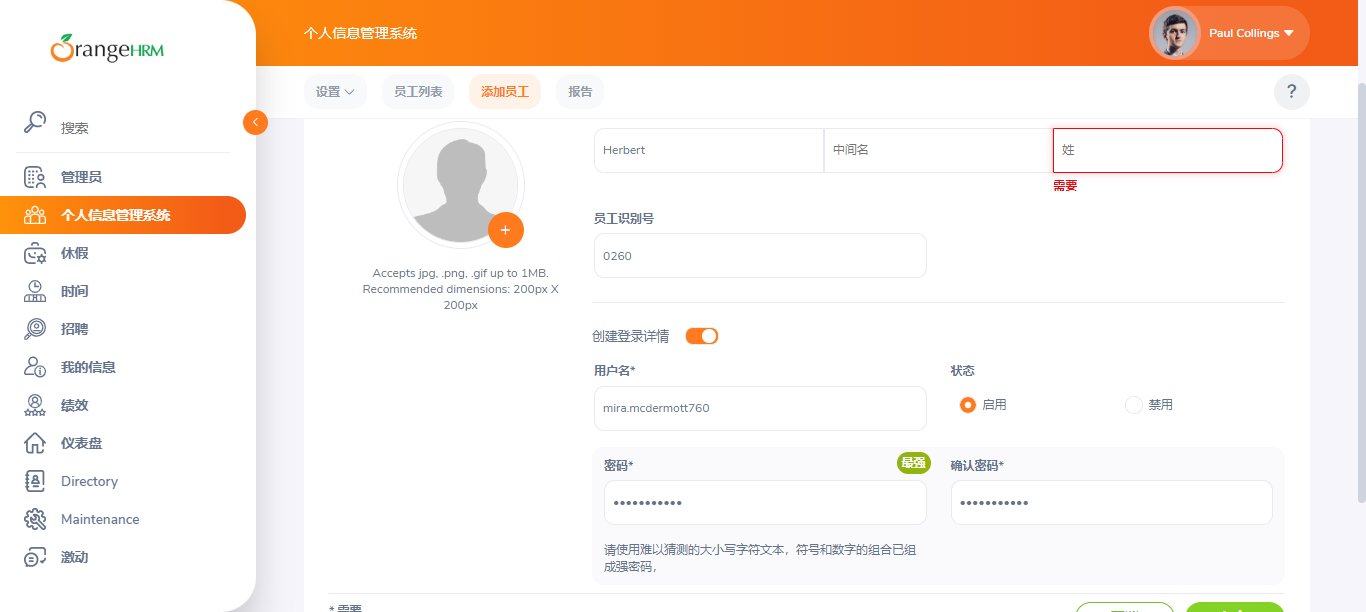 OrangeHRM
个人信息管理系统
Paul Collings
设置
员工列表
添加员工
报告
?
搜索
管理员
个人信息管理系统
休假
时间
招聘
我的信息
绩效
仪表盘
Directory
Maintenance
激动
Accepts jpg, .png, .gif up to 1MB.
Recommended dimensions: 200px X
200px
Herbert
中间名
姓
需要
员工识别号
0260
创建登录详情
用户名*
mira.mcdermott760
状态
启用
禁用
密码*
最强
确认密码*
请使用难以猜测的大小写字符文本，符号和数字的组合已组
成强密码，
* 需要